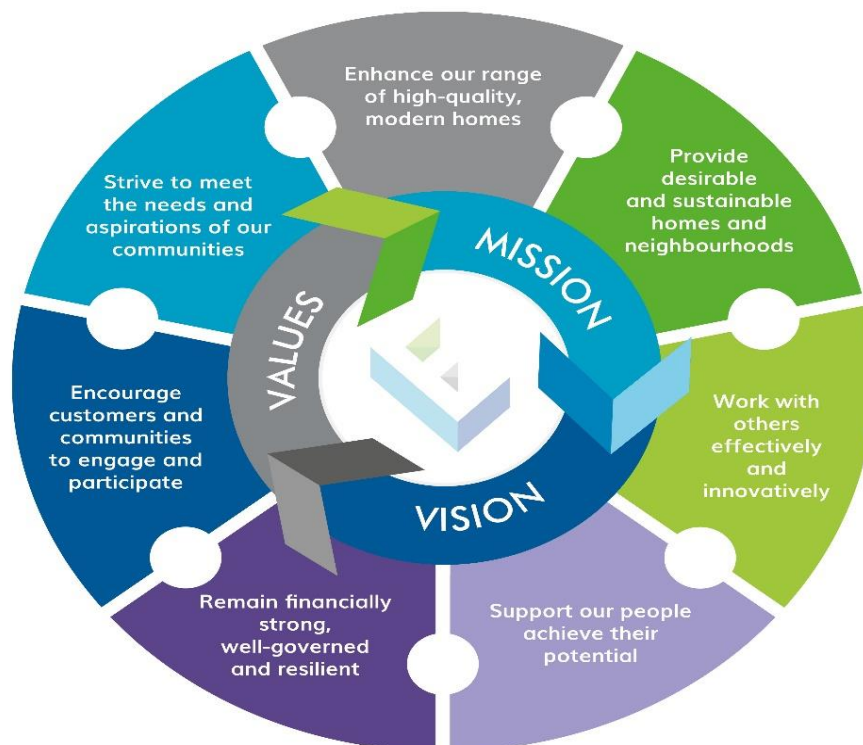 Enhance our range
of high-quality,
modern homes
Provide
desirable
and sustainable
homes and
neighbourhoods
Work with
others
effectively
and
innovatively
Support our people
achieve their
potential
Remain financially
strong,
well-governed
and resilient
Encourage
customers and
communities
to engage and
participate
Strive to meet
the needs and
aspirations of our
communities
MISSION
VISION
VALUES